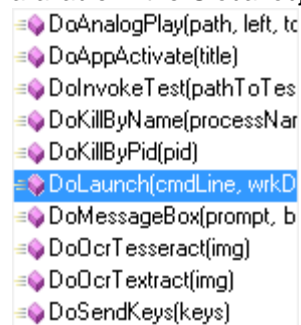 DoAnalogPlay(path, left, to
DoAppActivate(title)
DoInvokeTest(pathToTes
DoKillByName(processNar
DoKillByPid(pid)
DoLaunch(cmdLine, wrkD
DoMessageBox(prompt, b
DoOcrTesseract(img)
DoOcrTextract(img)
DoSendKeys(keys)